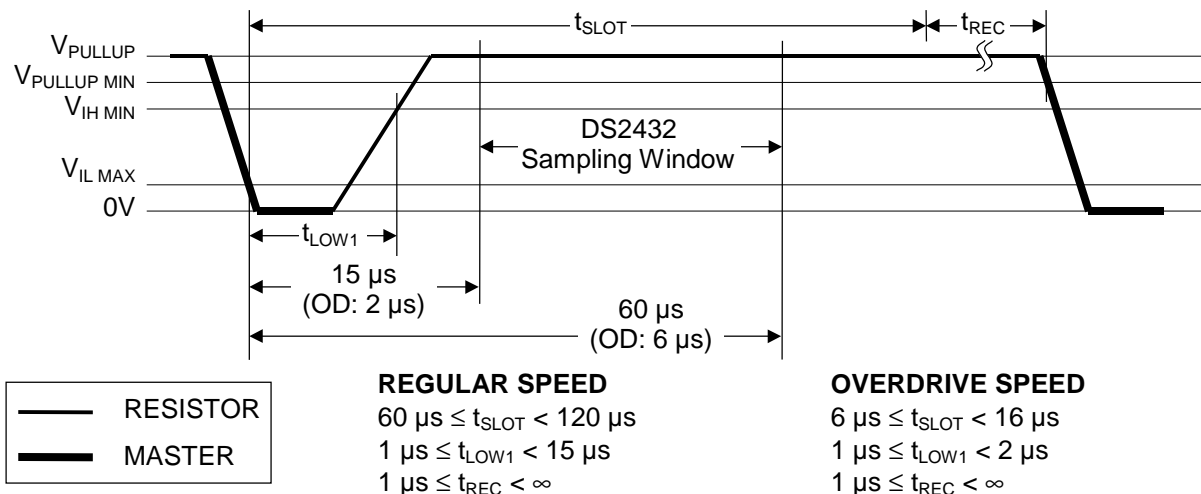 tSLOT
tREC
VPULLUP
VPULLUP MIN
VIH MIN
DS2432
Sampling Window
VIL MAX
0V
tLOW1
15 µs
(OD: 2 µs)
60 µs
(OD: 6 µs)
RESISTOR
MASTER
REGULAR SPEED
60 µs ≤ tSLOT < 120 µs
1 µs ≤ tLOW1 < 15 µs
1 µs ≤ tREC < ∞
OVERDRIVE SPEED
6 µs ≤ tSLOT < 16 µs
1 µs ≤ tLOW1 < 2 µs
1 µs ≤ tREC < ∞